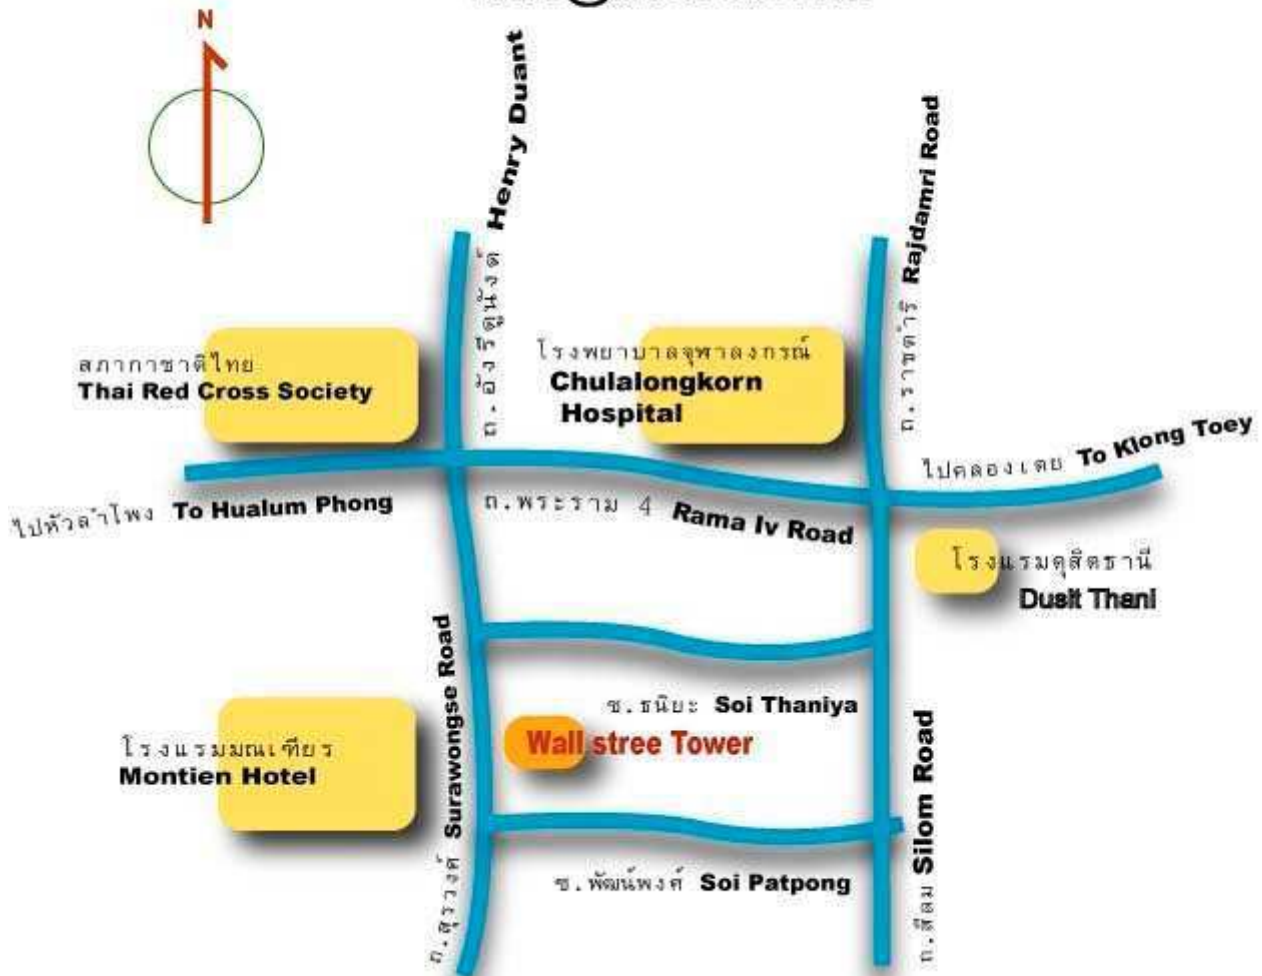 N
ถ.อังรีดูนังต์ Henry Duant
ถ.ราชดำริ Rajdamri Road
สภากาชาดไทย
Thai Red Cross Society
โรงพยาบาลจุฬาลงกรณ์
Chulalongkorn
Hospital
ไปคลองเตย To Klong Toey
ไปหัวลำโพง To Hualum Phong
ถ.พระราม 4 Rama Iv Road
โรงแรมดุสิตธานี
Dusit Thani
ซ.ธนิยะ Soi Thaniya
Wall stree Tower
โรงแรมมณเฑียร
Montien Hotel
ถ.สุรวงศ์ Surawongse Road
ซ.พัฒน์พงศ์ Soi Patpong
ถ.สีลม Silom Road